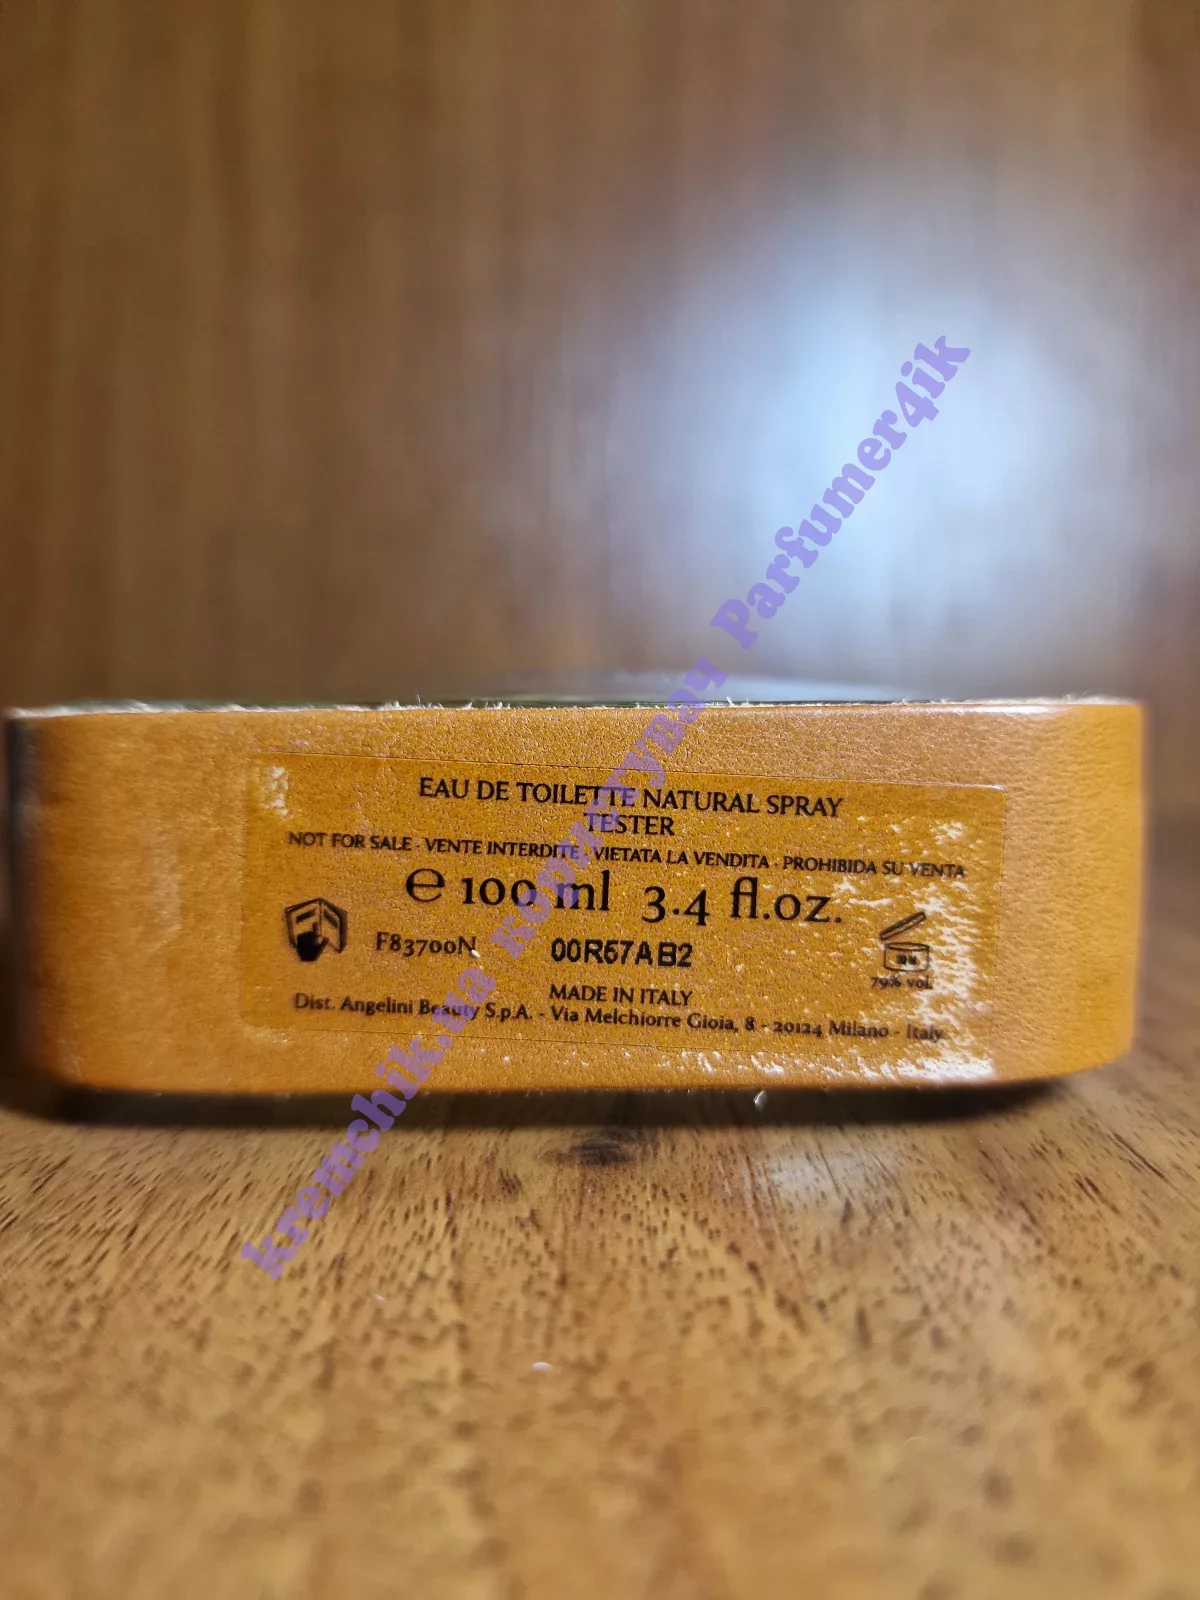 EAU DE TOILETTE NATURAL SPRAY
TESTER
NOT FOR SALE · VENTE INTERDITE · VIETATA LA VENDITA · PROHIBIDA SU VENTA
℮ 100 ml 3.4 fl.oz.
F83700N 00R67AB2
79% vol.
MADE IN ITALY
Dist. Angelini Beauty S.p.A. - Via Melchiorre Gioia, 8 - 20124 Milano - Italy
kremchik.ua Parfumer4ik